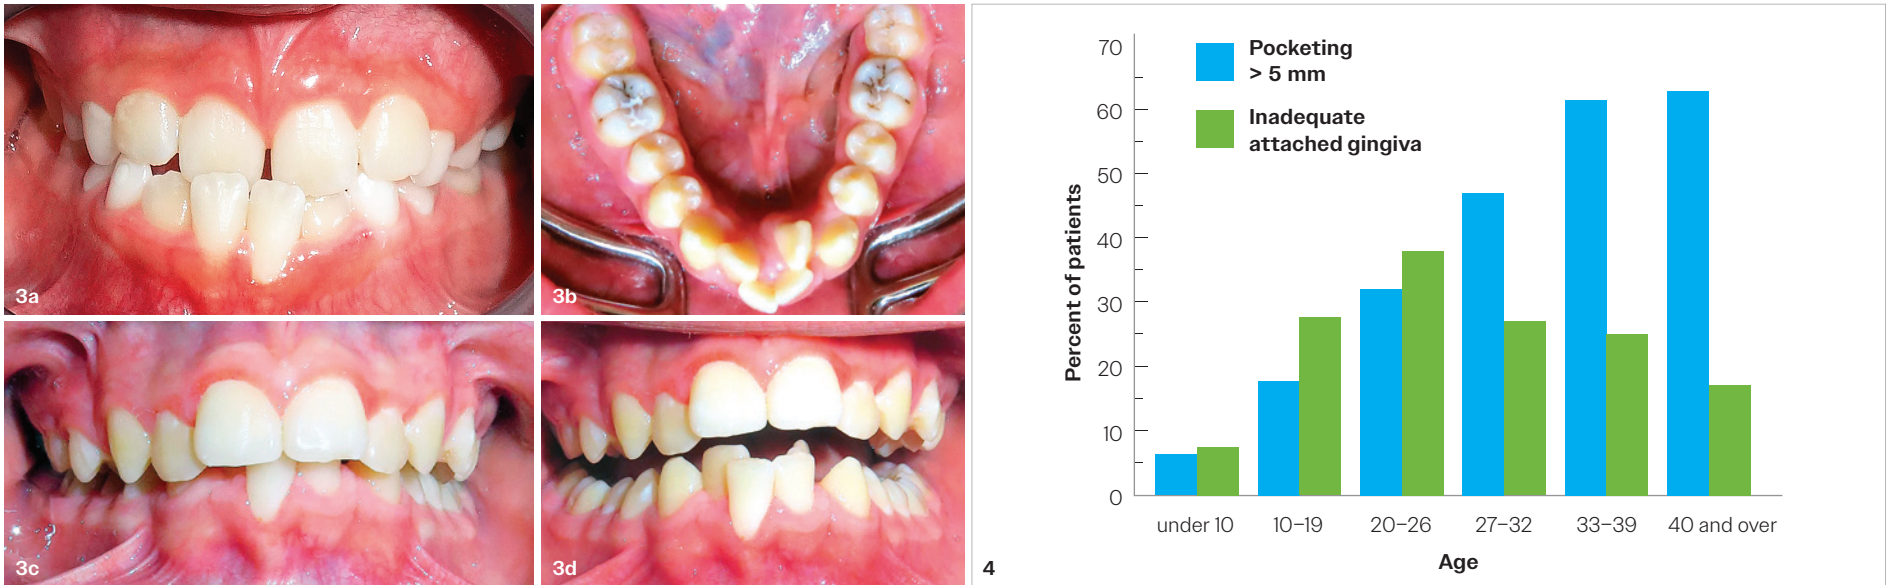 3a
3b
3c
3d
Pocketing
> 5 mm
Inadequate
attached gingiva
Percent of patients
70
60
50
40
30
20
10
0
under 10
10–19
20–26
27–32
33–39
40 and over
Age
4